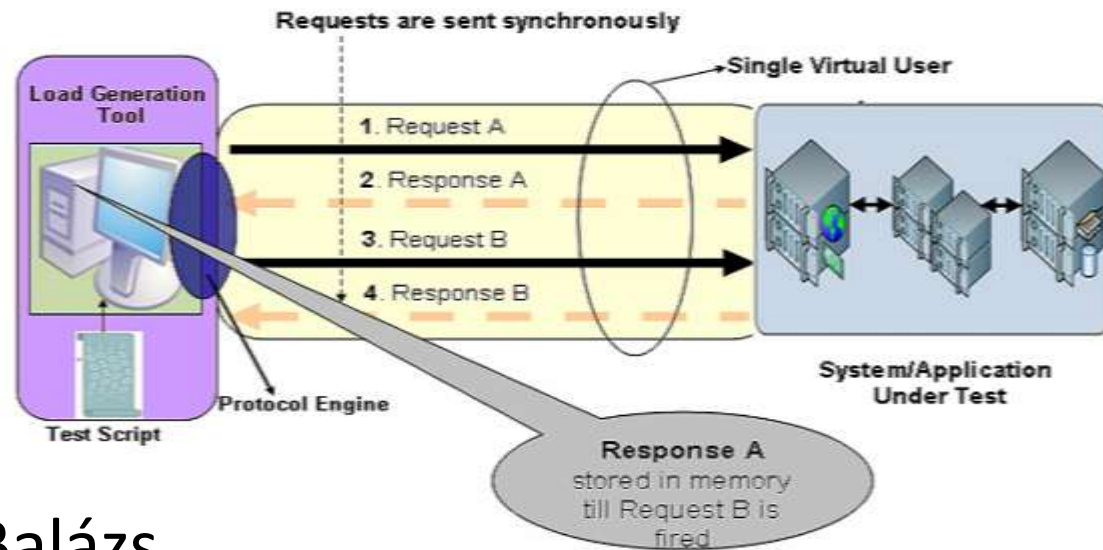 Requests are sent synchronously
Single Virtual User
Load Generation
Tool
1. Request A
2. Response A
3. Request B
4. Response B
Protocol Engine
Test Script
System/Application
Under Test
Response A
stored in memory
till Request B is
fired
Balázs